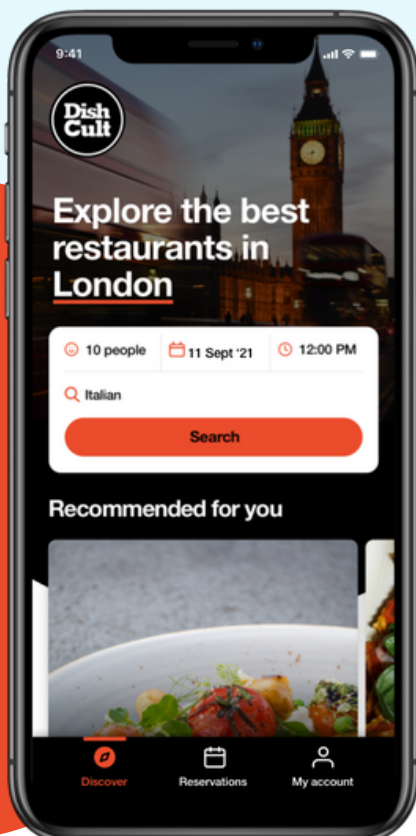 9:41
Dish
Cult
Explore the best
restaurants in
London
10 people 11 Sept '21 12:00 PM
Italian
Search
Recommended for you
Discover Reservations My account